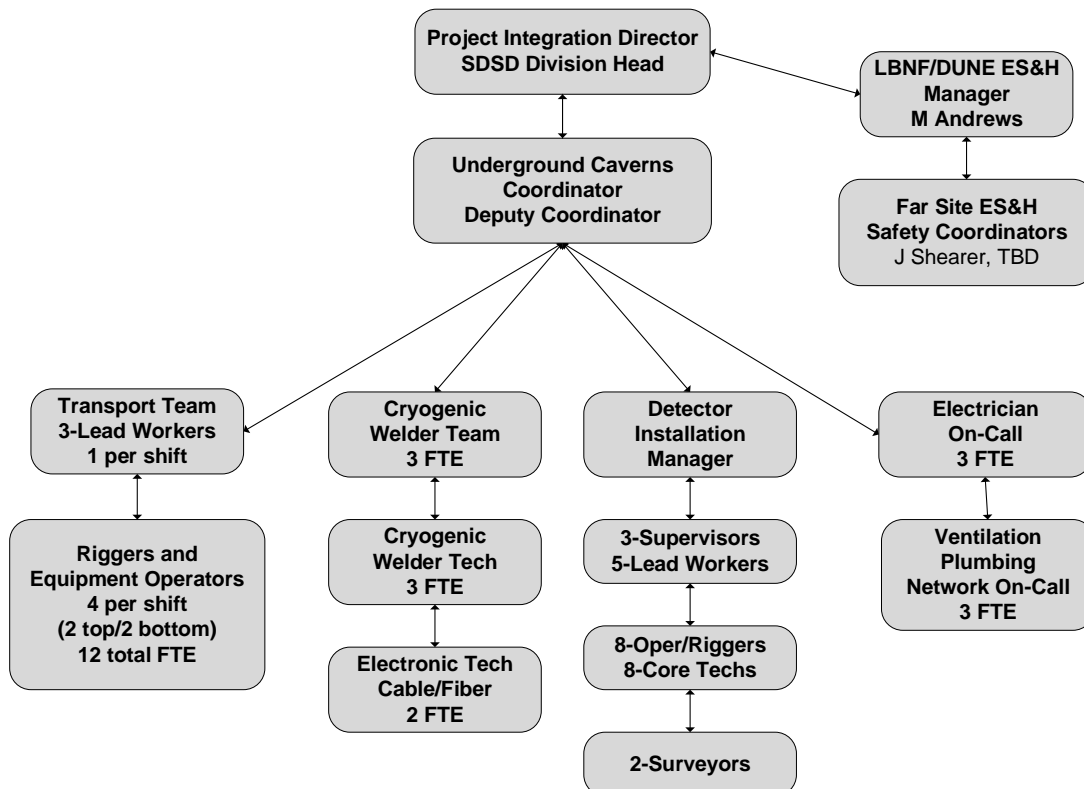 Project Integration Director
SDSD Division Head
LBNF/DUNE ES&H
Manager
M Andrews
Underground Caverns
Coordinator
Deputy Coordinator
Far Site ES&H
Safety Coordinators
J Shearer, TBD
Transport Team
3-Lead Workers
1 per shift
Cryogenic
Welder Team
3 FTE
Detector
Installation
Manager
Electrician
On-Call
3 FTE
Riggers and
Equipment Operators
4 per shift
(2 top/2 bottom)
12 total FTE
Cryogenic
Welder Tech
3 FTE
3-Supervisors
5-Lead Workers
Ventilation
Plumbing
Network On-Call
3 FTE
Electronic Tech
Cable/Fiber
2 FTE
8-Oper/Riggers
8-Core Techs
2-Surveyors